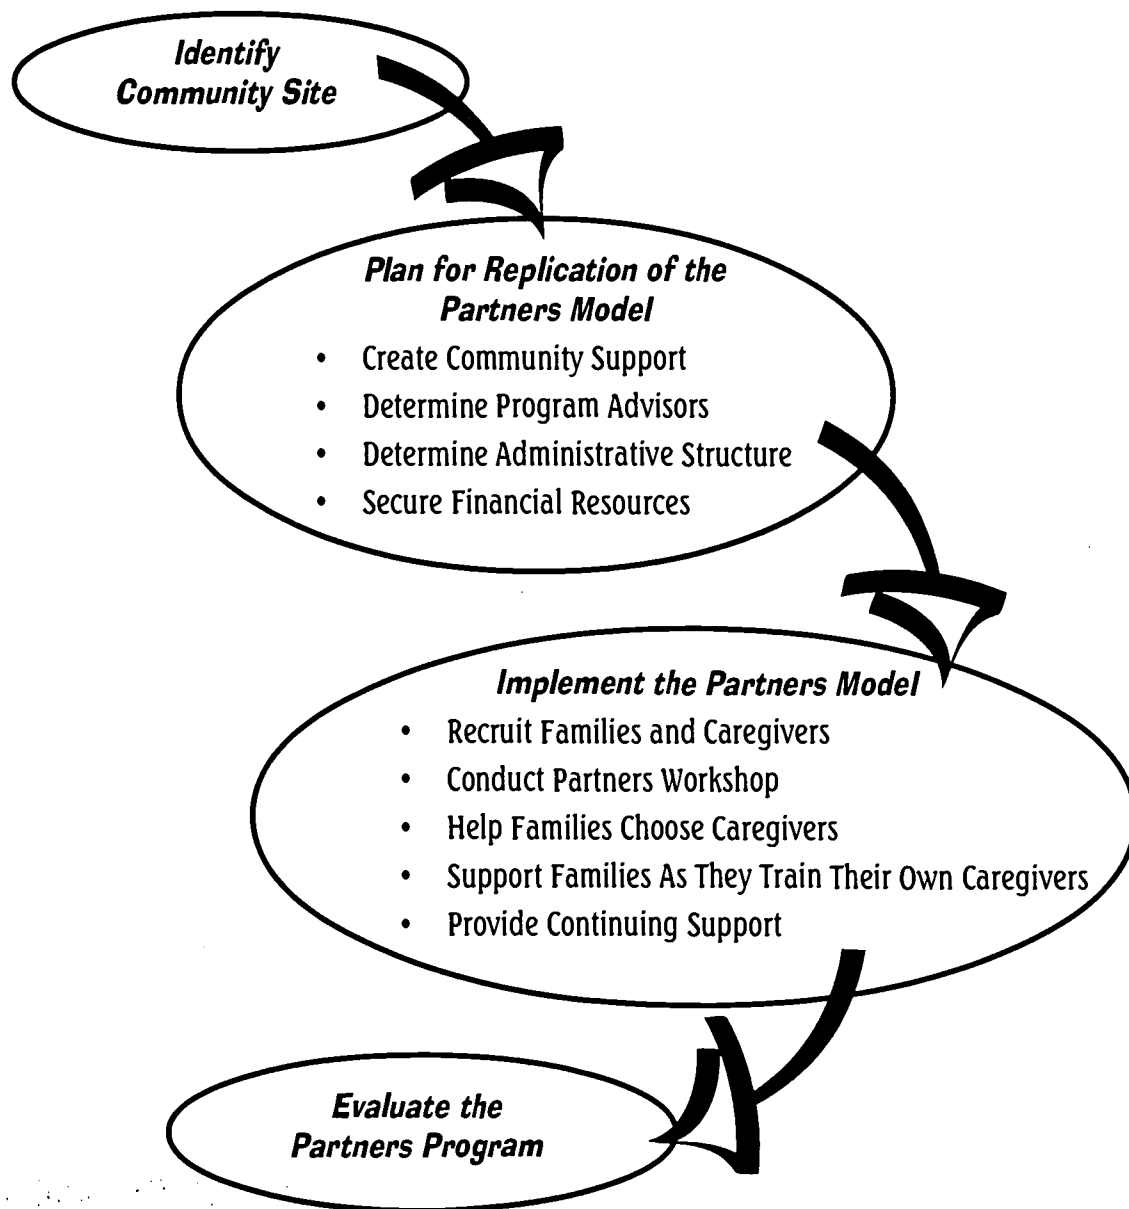 Identify
Community Site
Plan for Replication of the
Partners Model
• Create Community Support
• Determine Program Advisors
• Determine Administrative Structure
• Secure Financial Resources
Implement the Partners Model
• Recruit Families and Caregivers
• Conduct Partners Workshop
• Help Families Choose Caregivers
• Support Families As They Train Their Own Caregivers
• Provide Continuing Support
Evaluate the
Partners Program